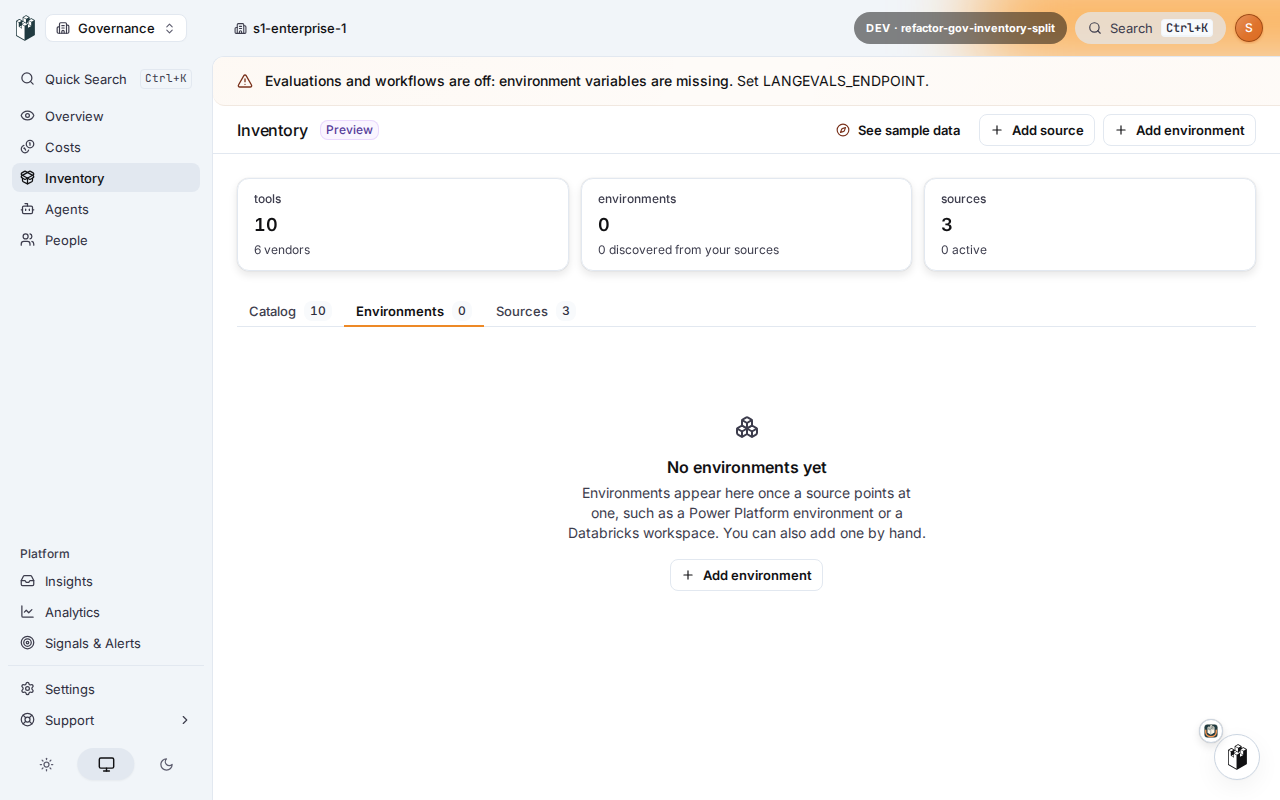 Governance
s1-enterprise-1
DEV · refactor-gov-inventory-split
Search Ctrl+K
S
Quick Search Ctrl+K
Overview
Costs
Inventory
Agents
People
Platform
Insights
Analytics
Signals & Alerts
Settings
Support
Evaluations and workflows are off: environment variables are missing. Set LANGEVALS_ENDPOINT.
Inventory Preview
See sample data
Add source
Add environment
tools
10
6 vendors
environments
0
0 discovered from your sources
sources
3
0 active
Catalog 10
Environments 0
Sources 3
No environments yet
Environments appear here once a source points at
one, such as a Power Platform environment or a
Databricks workspace. You can also add one by hand.
Add environment